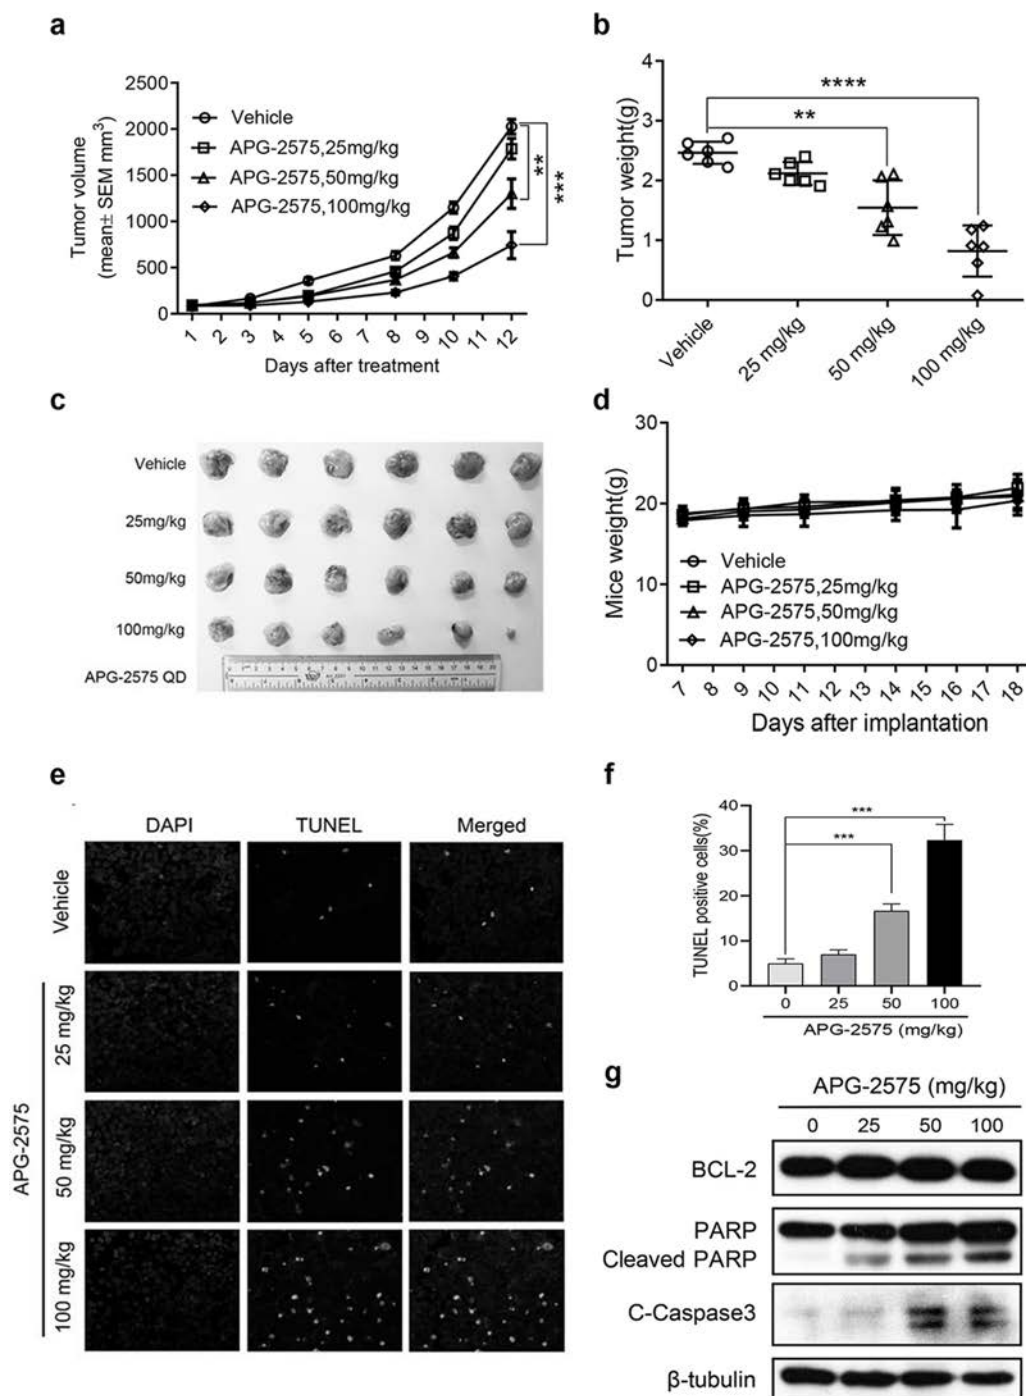 a
2500
2000
1500
1000
500
0
Tumor volume
(mean± SEM mm³)
Vehicle
APG-2575,25mg/kg
APG-2575,50mg/kg
APG-2575,100mg/kg
**
***
1 2 3 4 5 6 7 8 9 10 11 12
Days after treatment
b
4
3
2
1
0
Tumor weight(g)
****
**
Vehicle
25 mg/kg
50 mg/kg
100 mg/kg
c
Vehicle
25mg/kg
50mg/kg
100mg/kg
APG-2575 QD
d
30
20
10
0
Mice weight(g)
Vehicle
APG-2575,25mg/kg
APG-2575,50mg/kg
APG-2575,100mg/kg
7 8 9 10 11 12 13 14 15 16 17 18
Days after implantation
e
DAPI TUNEL Merged
Vehicle
25 mg/kg
50 mg/kg
100 mg/kg
APG-2575
f
40
30
20
10
0
TUNEL positive cells(%)
***
***
0 25 50 100
APG-2575 (mg/kg)
g
APG-2575 (mg/kg)
0 25 50 100
BCL-2
PARP
Cleaved PARP
C-Caspase3
β-tubulin